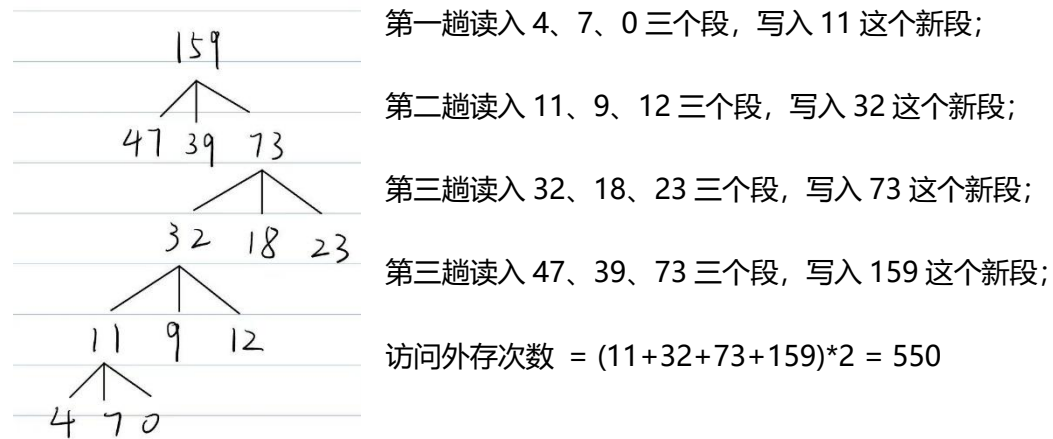 159
47 39 73
32 18 23
11 9 12
4 7 0
第一趟读入 4、7、0 三个段，写入 11 这个新段；
第二趟读入 11、9、12 三个段，写入 32 这个新段；
第三趟读入 32、18、23 三个段，写入 73 这个新段；
第三趟读入 47、39、73 三个段，写入 159 这个新段；
访问外存次数 = (11+32+73+159)*2 = 550